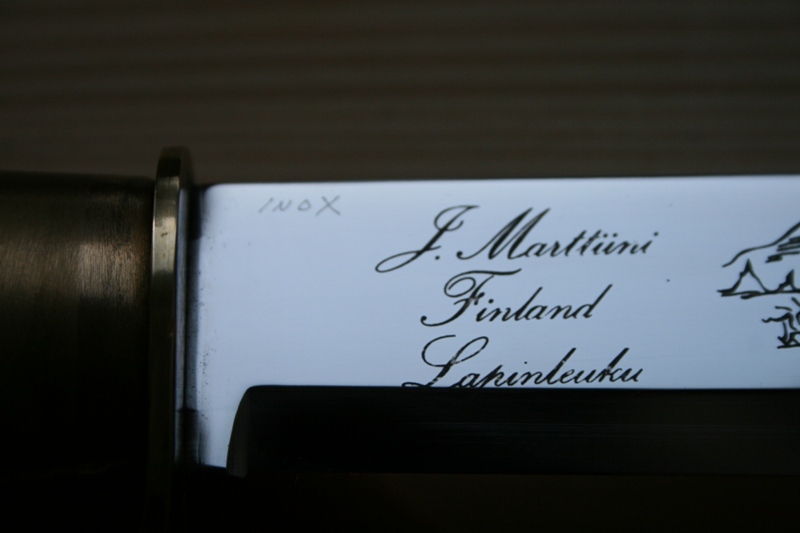 INOX
J. Marttiini
Finland
Lapinleuku